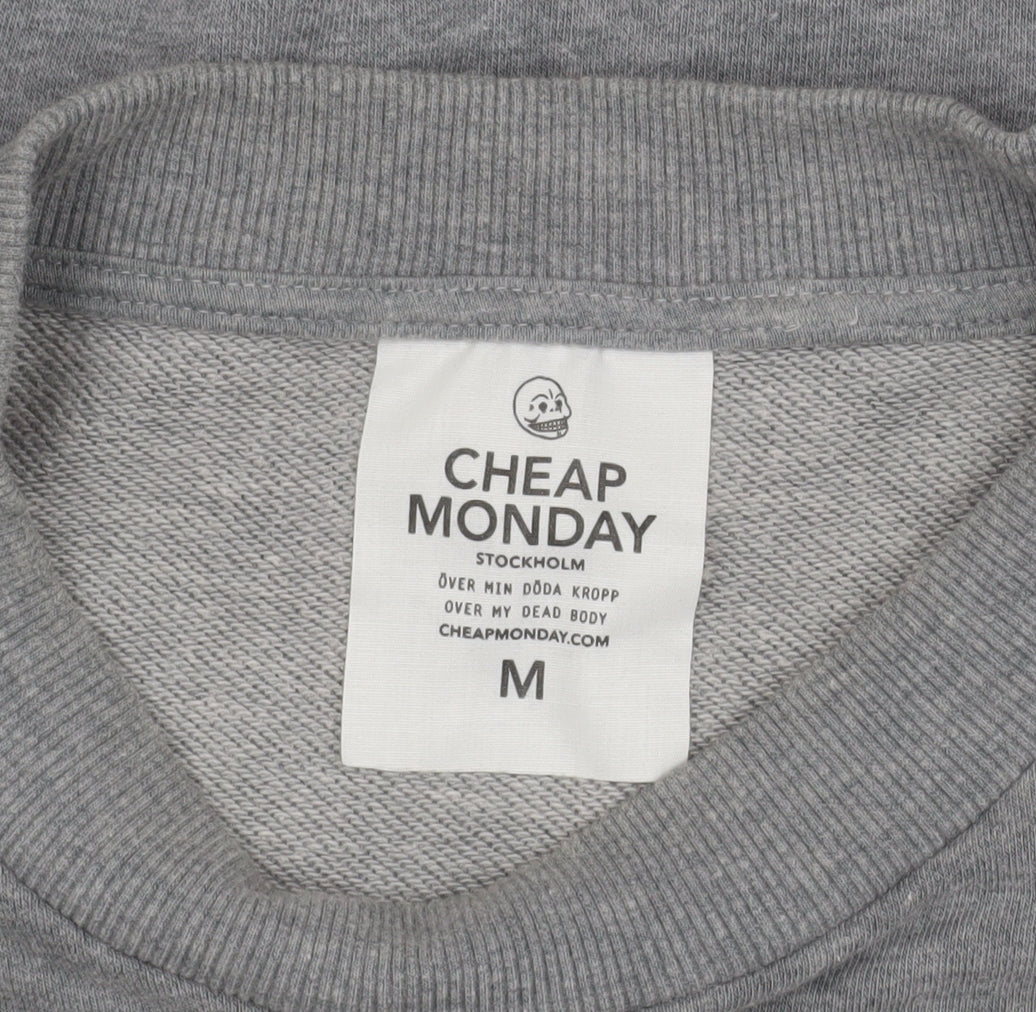 CHEAP
MONDAY
STOCKHOLM
ÖVER MIN DÖDA KROPP
OVER MY DEAD BODY
CHEAPMONDAY.COM
M